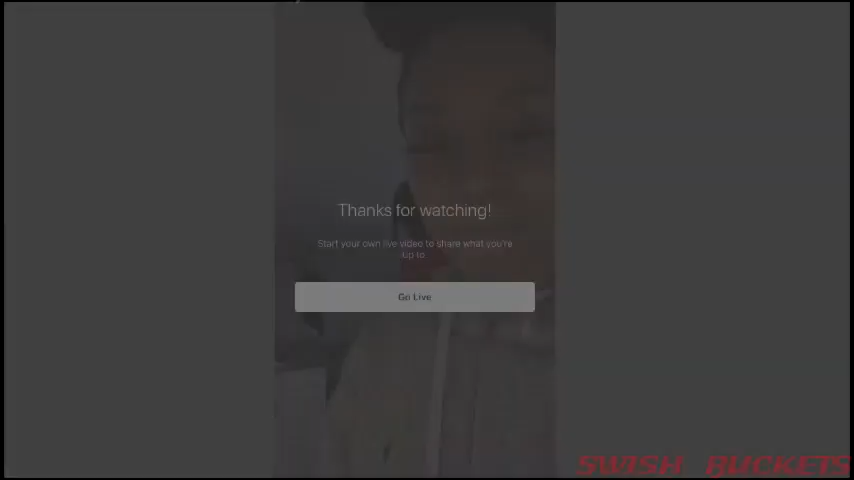 Thanks for watching!
Start your own live video to share what you're
up to.
Go Live
SWISH BUCKETS